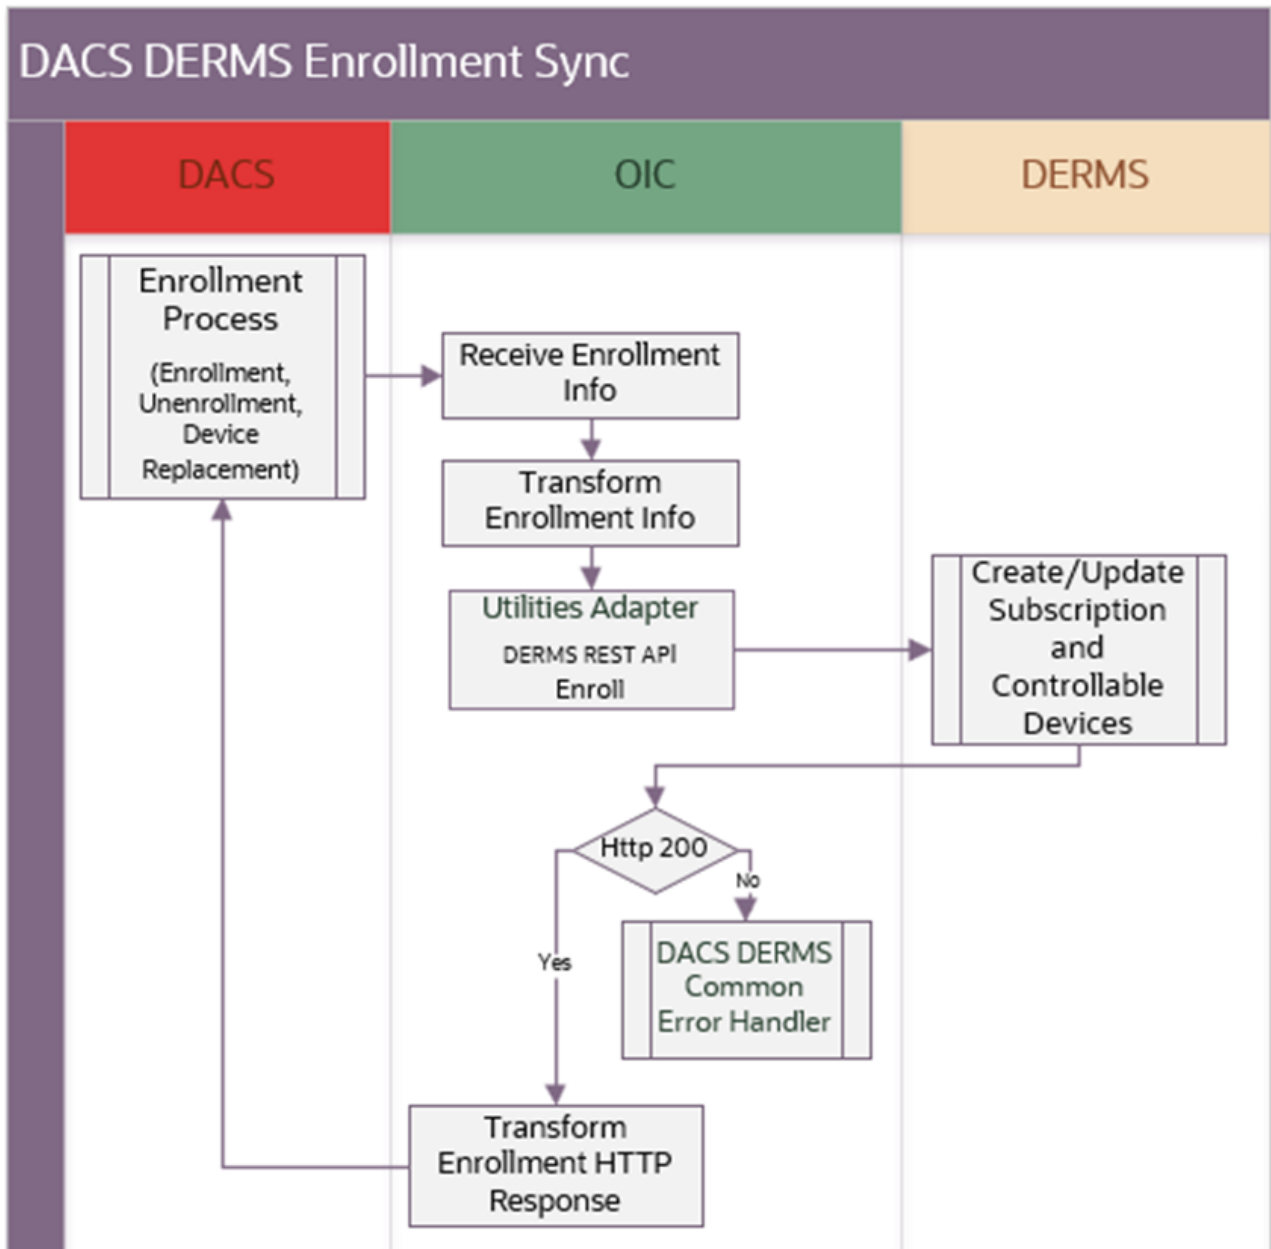 DACS DERMS Enrollment Sync
DACS
OIC
DERMS
Enrollment
Process
(Enrollment,
Unenrollment,
Device
Replacement)
Receive Enrollment
Info
Transform
Enrollment Info
Utilities Adapter
DERMS REST API
Enroll
Create/Update
Subscription
and
Controllable
Devices
Http 200
No
Yes
DACS DERMS
Common
Error Handler
Transform
Enrollment HTTP
Response